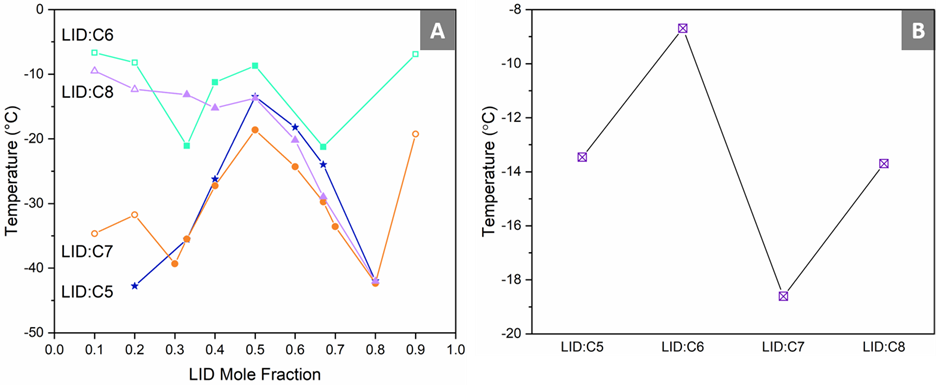 A
0
-10
-20
-30
-40
-50
Temperature (°C)
LID:C6
LID:C8
LID:C7
LID:C5
0.0 0.1 0.2 0.3 0.4 0.5 0.6 0.7 0.8 0.9 1.0
LID Mole Fraction
B
-8
-10
-12
-14
-16
-18
-20
Temperature (°C)
LID:C5 LID:C6 LID:C7 LID:C8